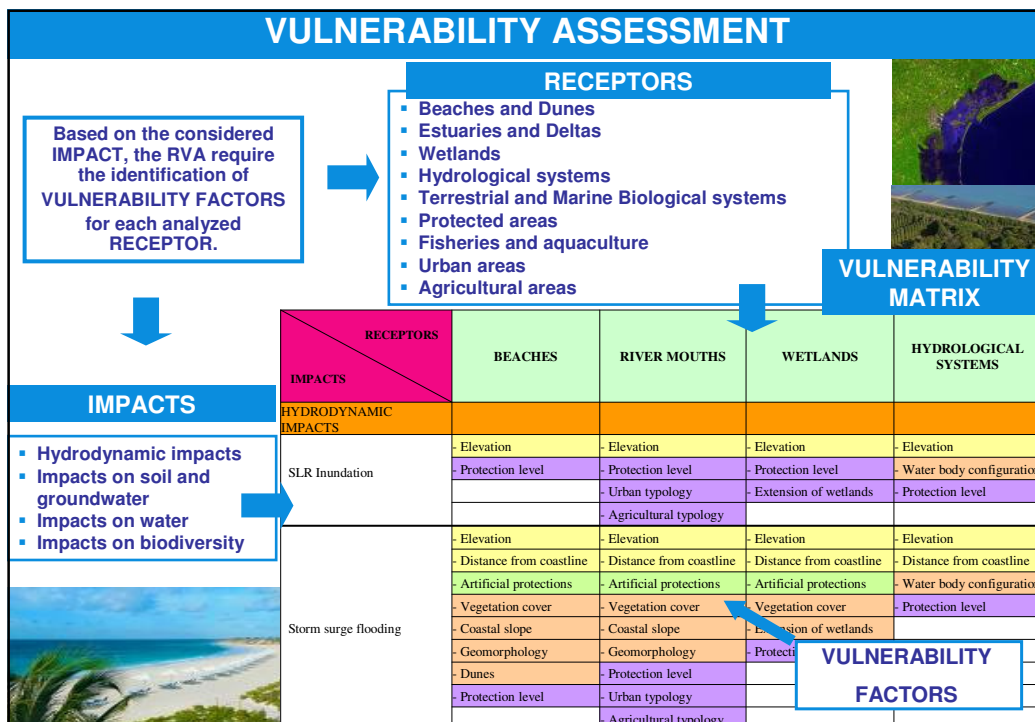 VULNERABILITY ASSESSMENT
Based on the considered
IMPACT, the RVA require
the identification of
VULNERABILITY FACTORS
for each analyzed
RECEPTOR.
RECEPTORS
▪ Beaches and Dunes
▪ Estuaries and Deltas
▪ Wetlands
▪ Hydrological systems
▪ Terrestrial and Marine Biological systems
▪ Protected areas
▪ Fisheries and aquaculture
▪ Urban areas
▪ Agricultural areas
VULNERABILITY
MATRIX
IMPACTS
▪ Hydrodynamic impacts
▪ Impacts on soil and
groundwater
▪ Impacts on water
▪ Impacts on biodiversity
RECEPTORS
IMPACTS
BEACHES
RIVER MOUTHS
WETLANDS
HYDROLOGICAL
SYSTEMS
HYDRODYNAMIC
IMPACTS
SLR Inundation
- Elevation
- Elevation
- Elevation
- Elevation
- Protection level
- Protection level
- Protection level
- Water body configuration
- Urban typology
- Extension of wetlands
- Protection level
- Agricultural typology
Storm surge flooding
- Elevation
- Elevation
- Elevation
- Elevation
- Distance from coastline
- Distance from coastline
- Distance from coastline
- Distance from coastline
- Artificial protections
- Artificial protections
- Artificial protections
- Water body configuration
- Vegetation cover
- Vegetation cover
- Vegetation cover
- Protection level
- Coastal slope
- Coastal slope
- Extension of wetlands
- Geomorphology
- Geomorphology
- Protecti
- Dunes
- Protection level
- Protection level
- Urban typology
- Agricultural typology
VULNERABILITY
FACTORS